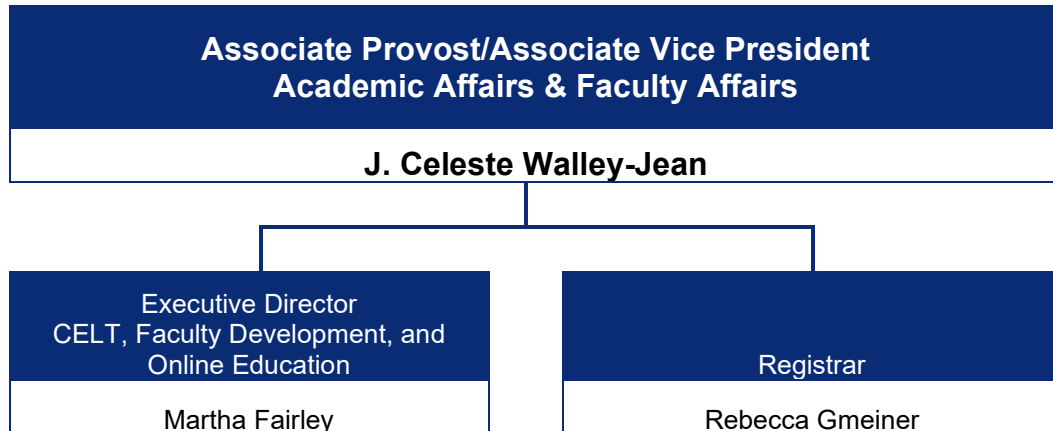 Associate Provost/Associate Vice President
Academic Affairs & Faculty Affairs
J. Celeste Walley-Jean
Executive Director
CELT, Faculty Development, and
Online Education
Martha Fairley
Registrar
Rebecca Gmeiner